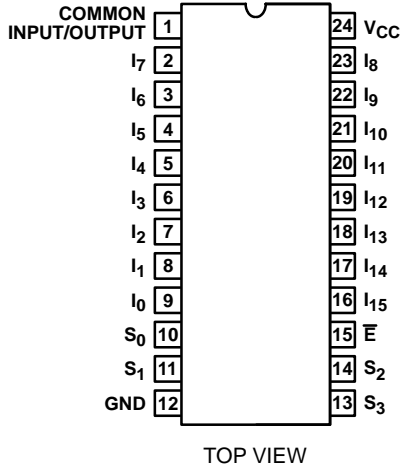 COMMON
INPUT/OUTPUT 1 24 VCC
I7 2 23 I8
I6 3 22 I9
I5 4 21 I10
I4 5 20 I11
I3 6 19 I12
I2 7 18 I13
I1 8 17 I14
I0 9 16 I15
S0 10 15 E̅
S1 11 14 S2
GND 12 13 S3
TOP VIEW